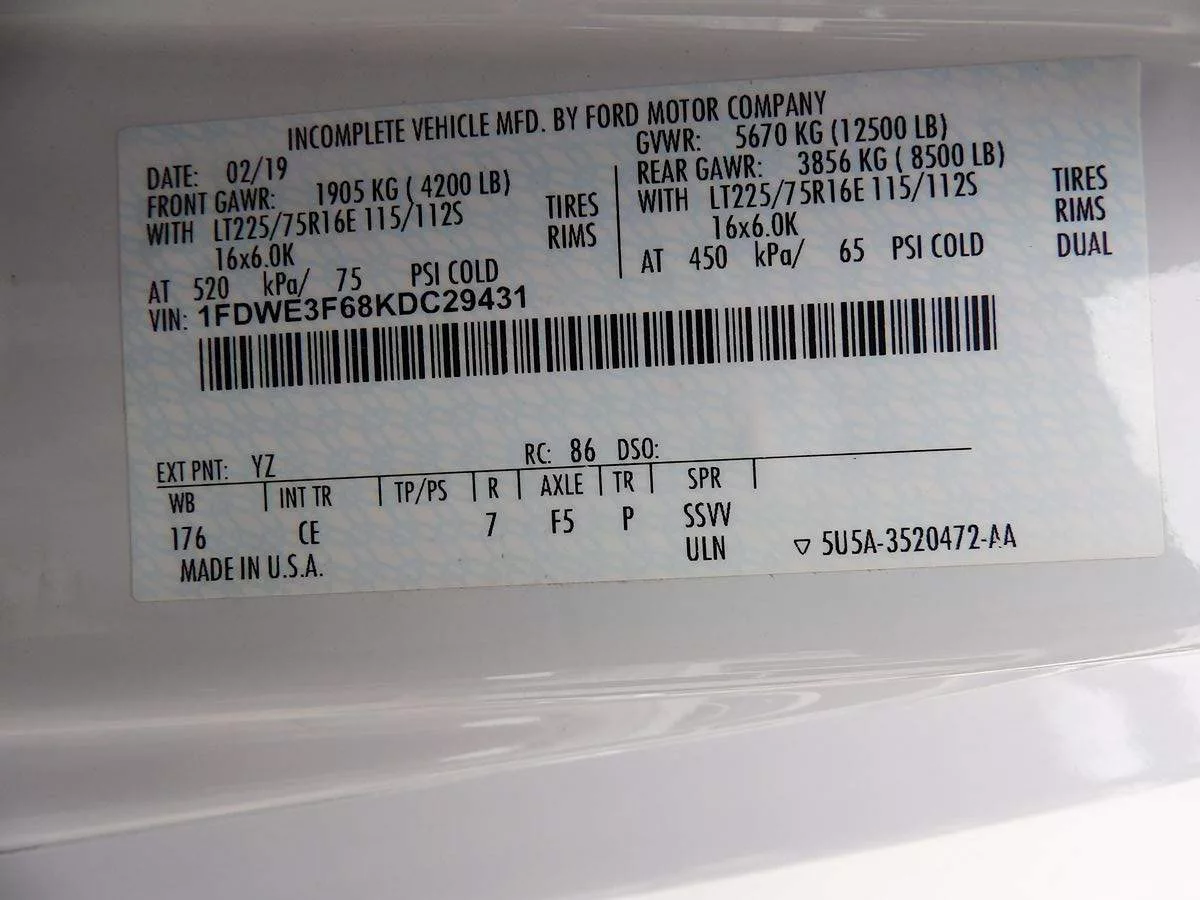 INCOMPLETE VEHICLE MFD. BY FORD MOTOR COMPANY
DATE: 02/19
FRONT GAWR: 1905 KG ( 4200 LB)
WITH LT225/75R16E 115/112S TIRES
16x6.0K RIMS
AT 520 kPa/ 75 PSI COLD
GVWR: 5670 KG (12500 LB)
REAR GAWR: 3856 KG ( 8500 LB)
WITH LT225/75R16E 115/112S TIRES
16x6.0K RIMS
AT 450 kPa/ 65 PSI COLD DUAL
VIN: 1FDWE3F68KDC29431
EXT PNT: YZ RC: 86 DSO:
WB INT TR TP/PS R AXLE TR SPR
176 CE 7 F5 P SSVV
ULN
MADE IN U.S.A.
▽ 5U5A-3520472-AA